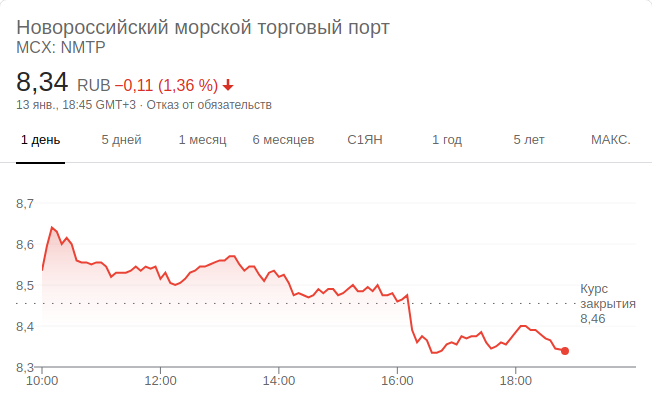 Новороссийский морской торговый порт
MCX: NMTP
8,34 RUB −0,11 (1,36 %)
13 янв., 18:45 GMT+3 · Отказ от обязательств
1 день 5 дней 1 месяц 6 месяцев С1ЯН 1 год 5 лет МАКС.
8,7
8,6
8,5
Курс
закрытия
8,46
8,4
8,3
10:00 12:00 14:00 16:00 18:00